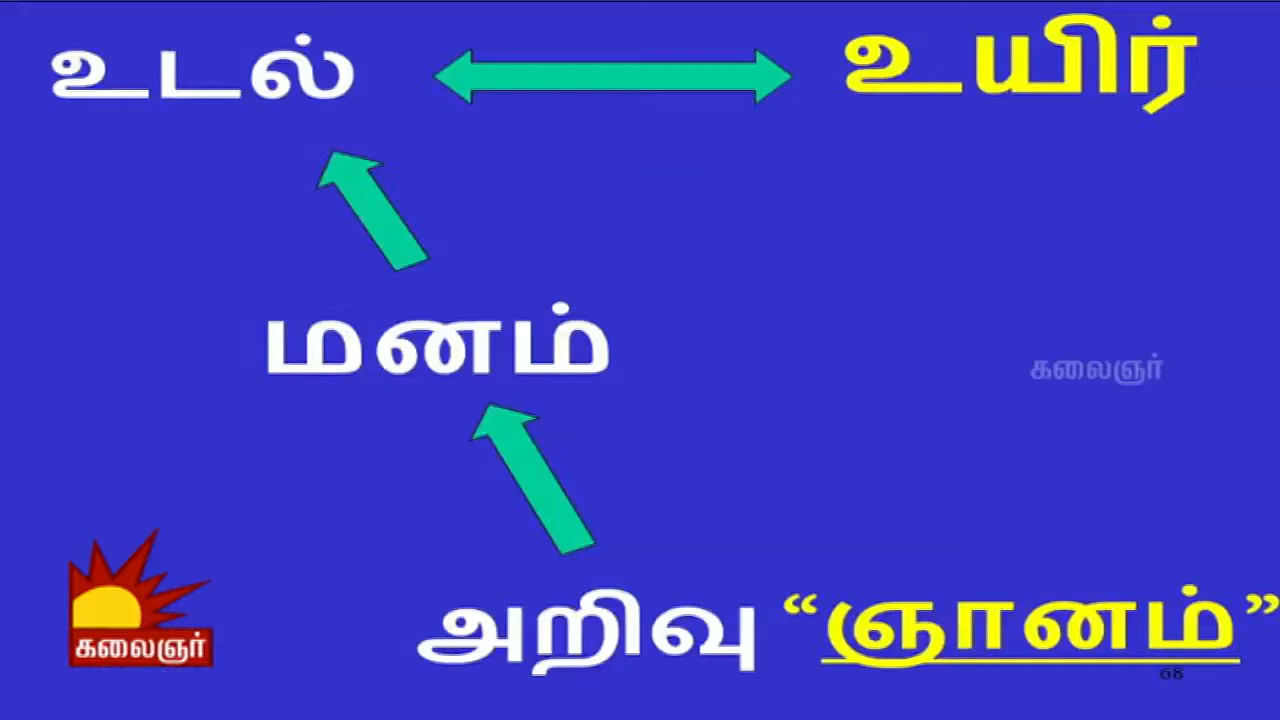 உடல் உயிர்
மனம்
கலைஞர்
அறிவு “ஞானம்”
கலைஞர்
68